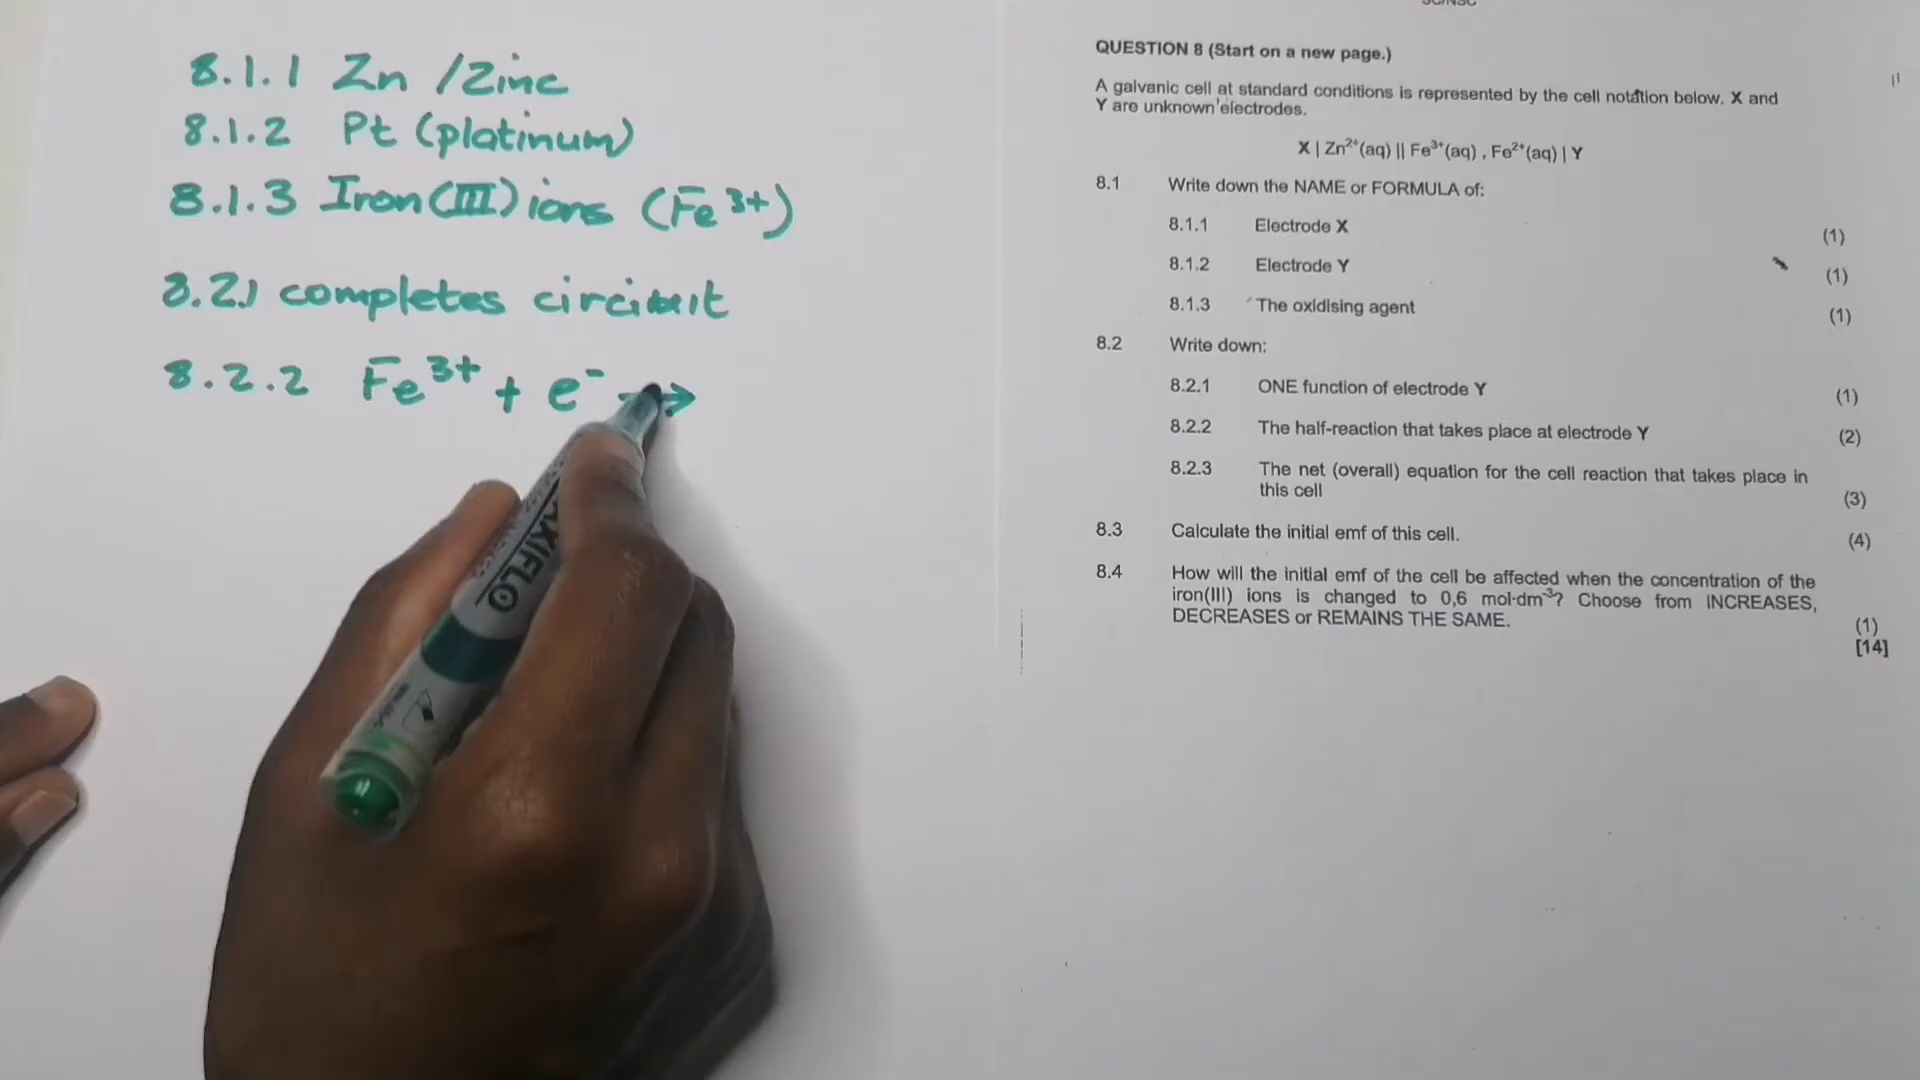 8.1.1 Zn /Zinc
8.1.2 Pt (platinum)
8.1.3 Iron(III) ions (Fe³⁺)
8.2.1 completes circuit
8.2.2 Fe³⁺ + e⁻ →
MAXIFLO
QUESTION 8 (Start on a new page.)
A galvanic cell at standard conditions is represented by the cell notation below. X and
Y are unknown electrodes.
X | Zn²⁺(aq) || Fe³⁺(aq) , Fe²⁺(aq) | Y
8.1 Write down the NAME or FORMULA of:
8.1.1 Electrode X (1)
8.1.2 Electrode Y (1)
8.1.3 The oxidising agent (1)
8.2 Write down:
8.2.1 ONE function of electrode Y (1)
8.2.2 The half-reaction that takes place at electrode Y (2)
8.2.3 The net (overall) equation for the cell reaction that takes place in
this cell (3)
8.3 Calculate the initial emf of this cell. (4)
8.4 How will the initial emf of the cell be affected when the concentration of the
iron(III) ions is changed to 0,6 mol·dm⁻³? Choose from INCREASES,
DECREASES or REMAINS THE SAME. (1)
[14]